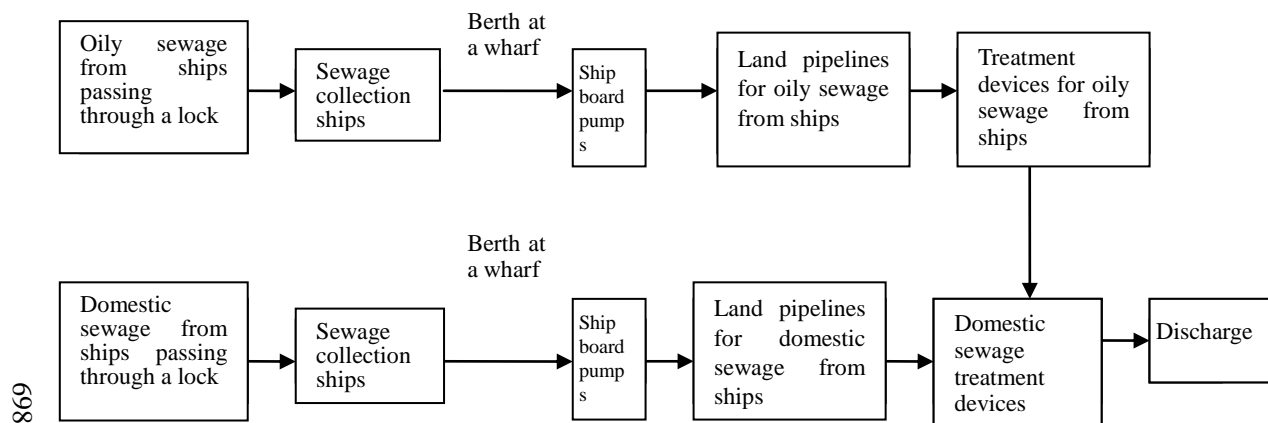 Berth at
a wharf
Oily sewage
from ships
passing
through a lock
Sewage
collection
ships
Ship
board
pump
s
Land pipelines
for oily sewage
from ships
Treatment
devices for oily
sewage from
ships
Berth at
a wharf
Domestic
sewage from
ships passing
through a lock
Sewage
collection
ships
Ship
board
pump
s
Land pipelines
for domestic
sewage from
ships
Domestic
sewage
treatment
devices
Discharge
869